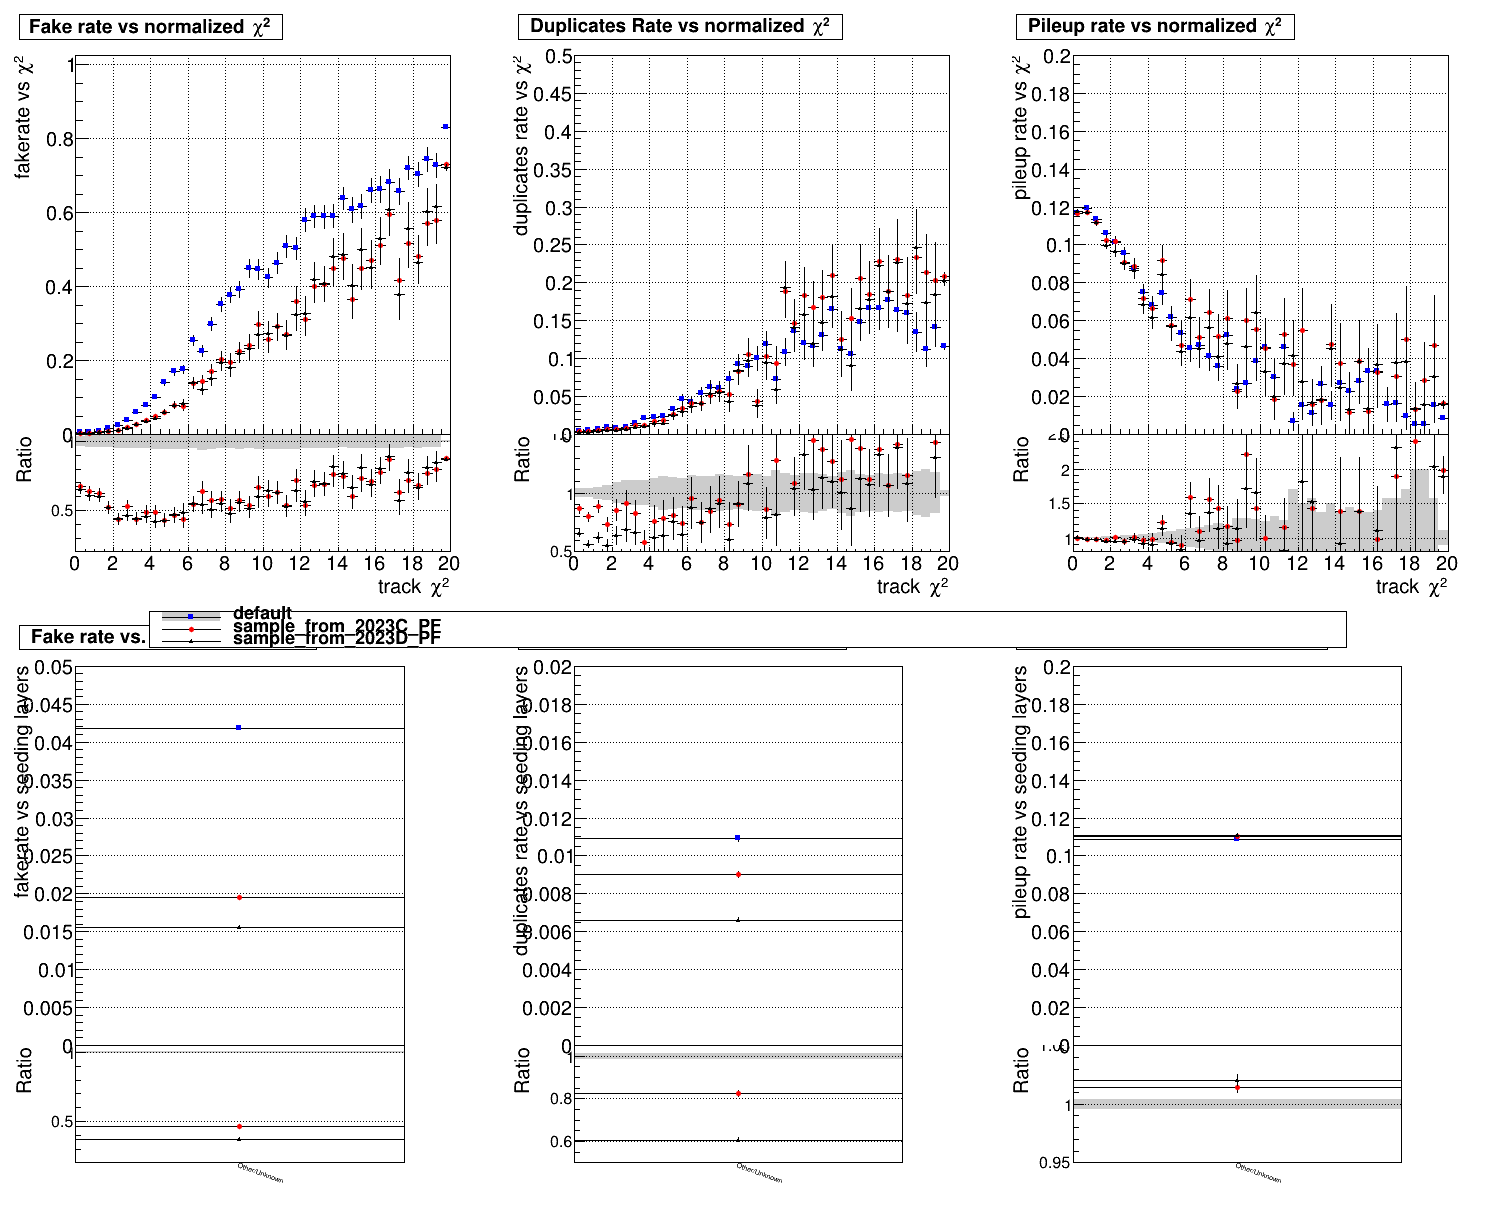 Fake rate vs normalized χ²
Duplicates Rate vs normalized χ²
Pileup rate vs normalized χ²
fakerate vs χ²
1
0.8
0.6
0.4
0.2
0
Ratio
1
0.5
0 2 4 6 8 10 12 14 16 18 20
track χ²
duplicates rate vs χ²
0.5
0.45
0.4
0.35
0.3
0.25
0.2
0.15
0.1
0.05
0
Ratio
1
0.5
0 2 4 6 8 10 12 14 16 18 20
track χ²
pileup rate vs χ²
0.2
0.18
0.16
0.14
0.12
0.1
0.08
0.06
0.04
0.02
0
Ratio
2
1.5
1
0 2 4 6 8 10 12 14 16 18 20
track χ²
default
sample_from_2023C_PF
sample_from_2023D_PF
Fake rate vs.
fakerate vs seeding layers
0.05
0.045
0.04
0.035
0.03
0.025
0.02
0.015
0.01
0.005
0
Ratio
1
0.5
Other/Unknown
duplicates rate vs seeding layers
0.02
0.018
0.016
0.014
0.012
0.01
0.008
0.006
0.004
0.002
0
Ratio
1
0.8
0.6
Other/Unknown
pileup rate vs seeding layers
0.2
0.18
0.16
0.14
0.12
0.1
0.08
0.06
0.04
0.02
0
Ratio
1
0.95
Other/Unknown